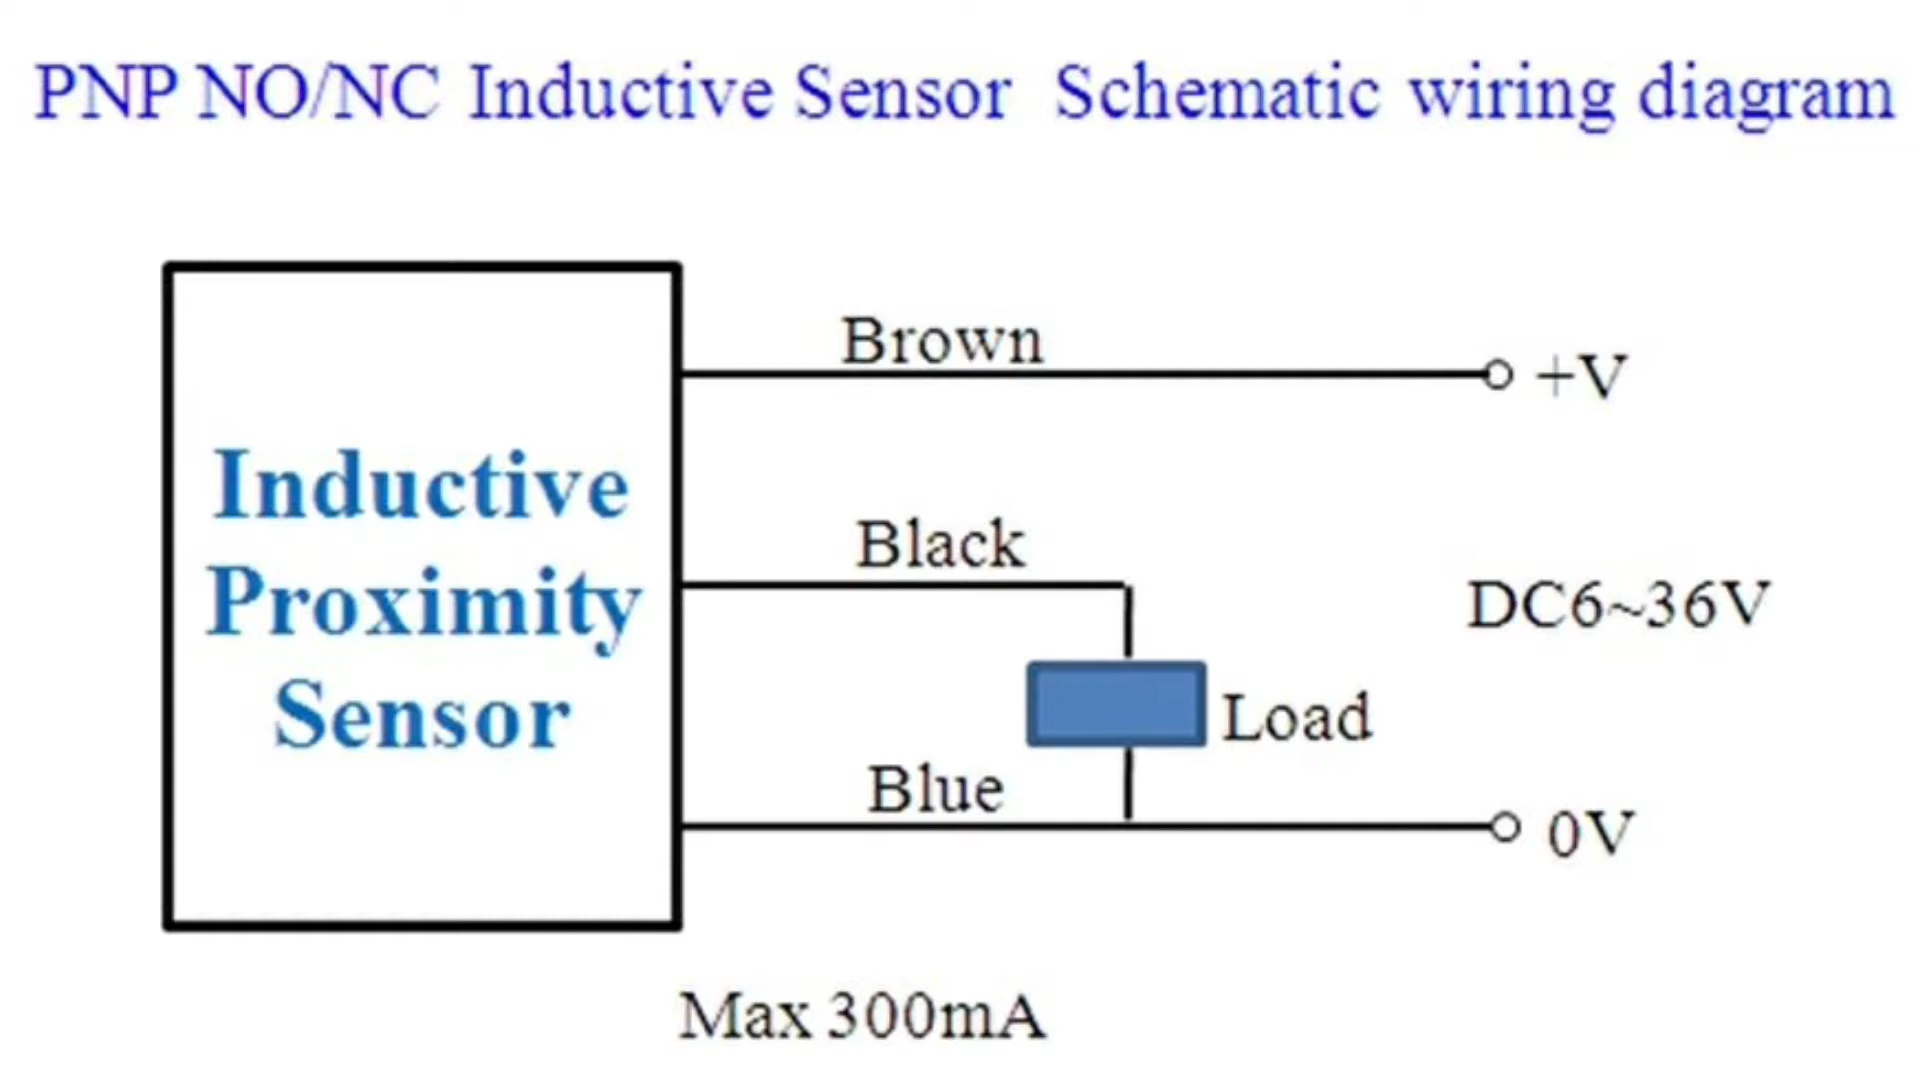 PNP NO/NC Inductive Sensor Schematic wiring diagram
Brown
+V
Inductive
Proximity
Sensor
Black
DC6~36V
Load
Blue
0V
Max 300mA